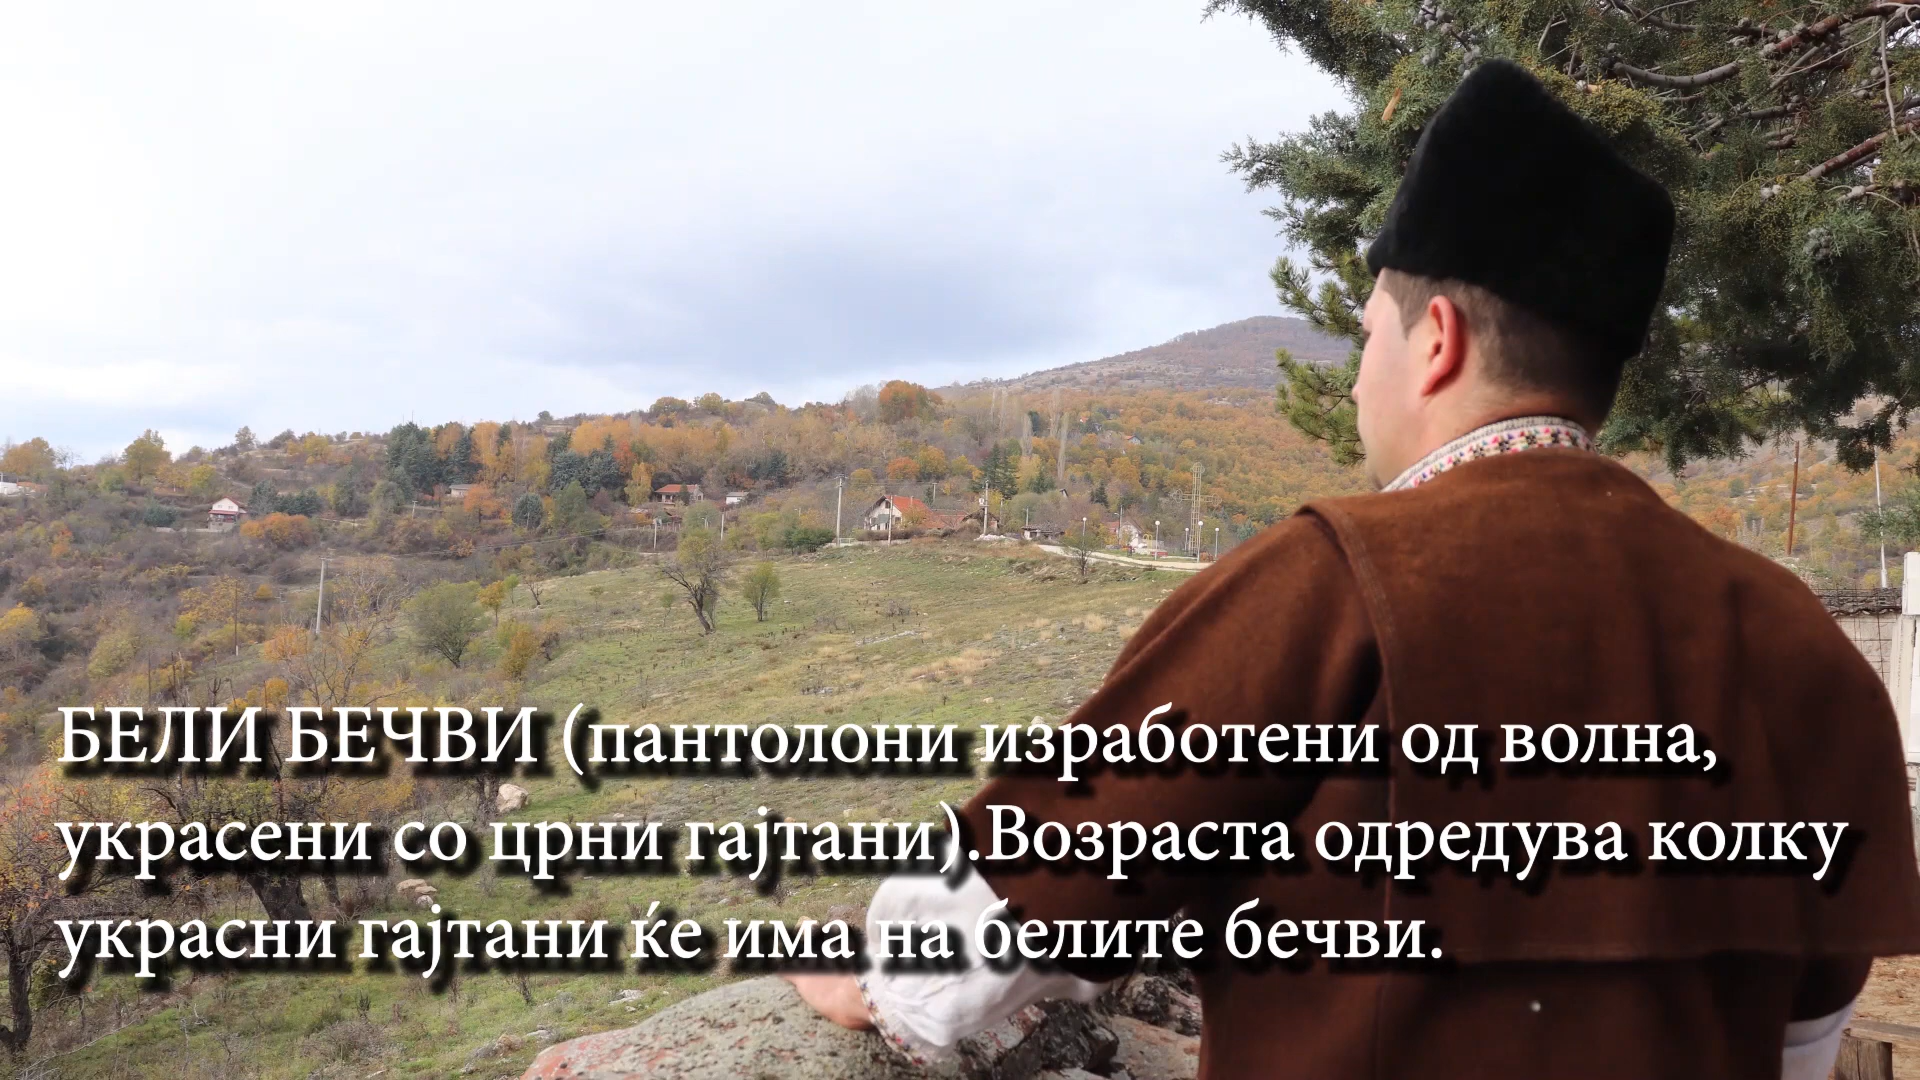 БЕЛИ БЕЧВИ (пантолони изработени од волна,
украсени со црни гајтани).Возраста одредува колку
украсни гајтани ќе има на белите бечви.